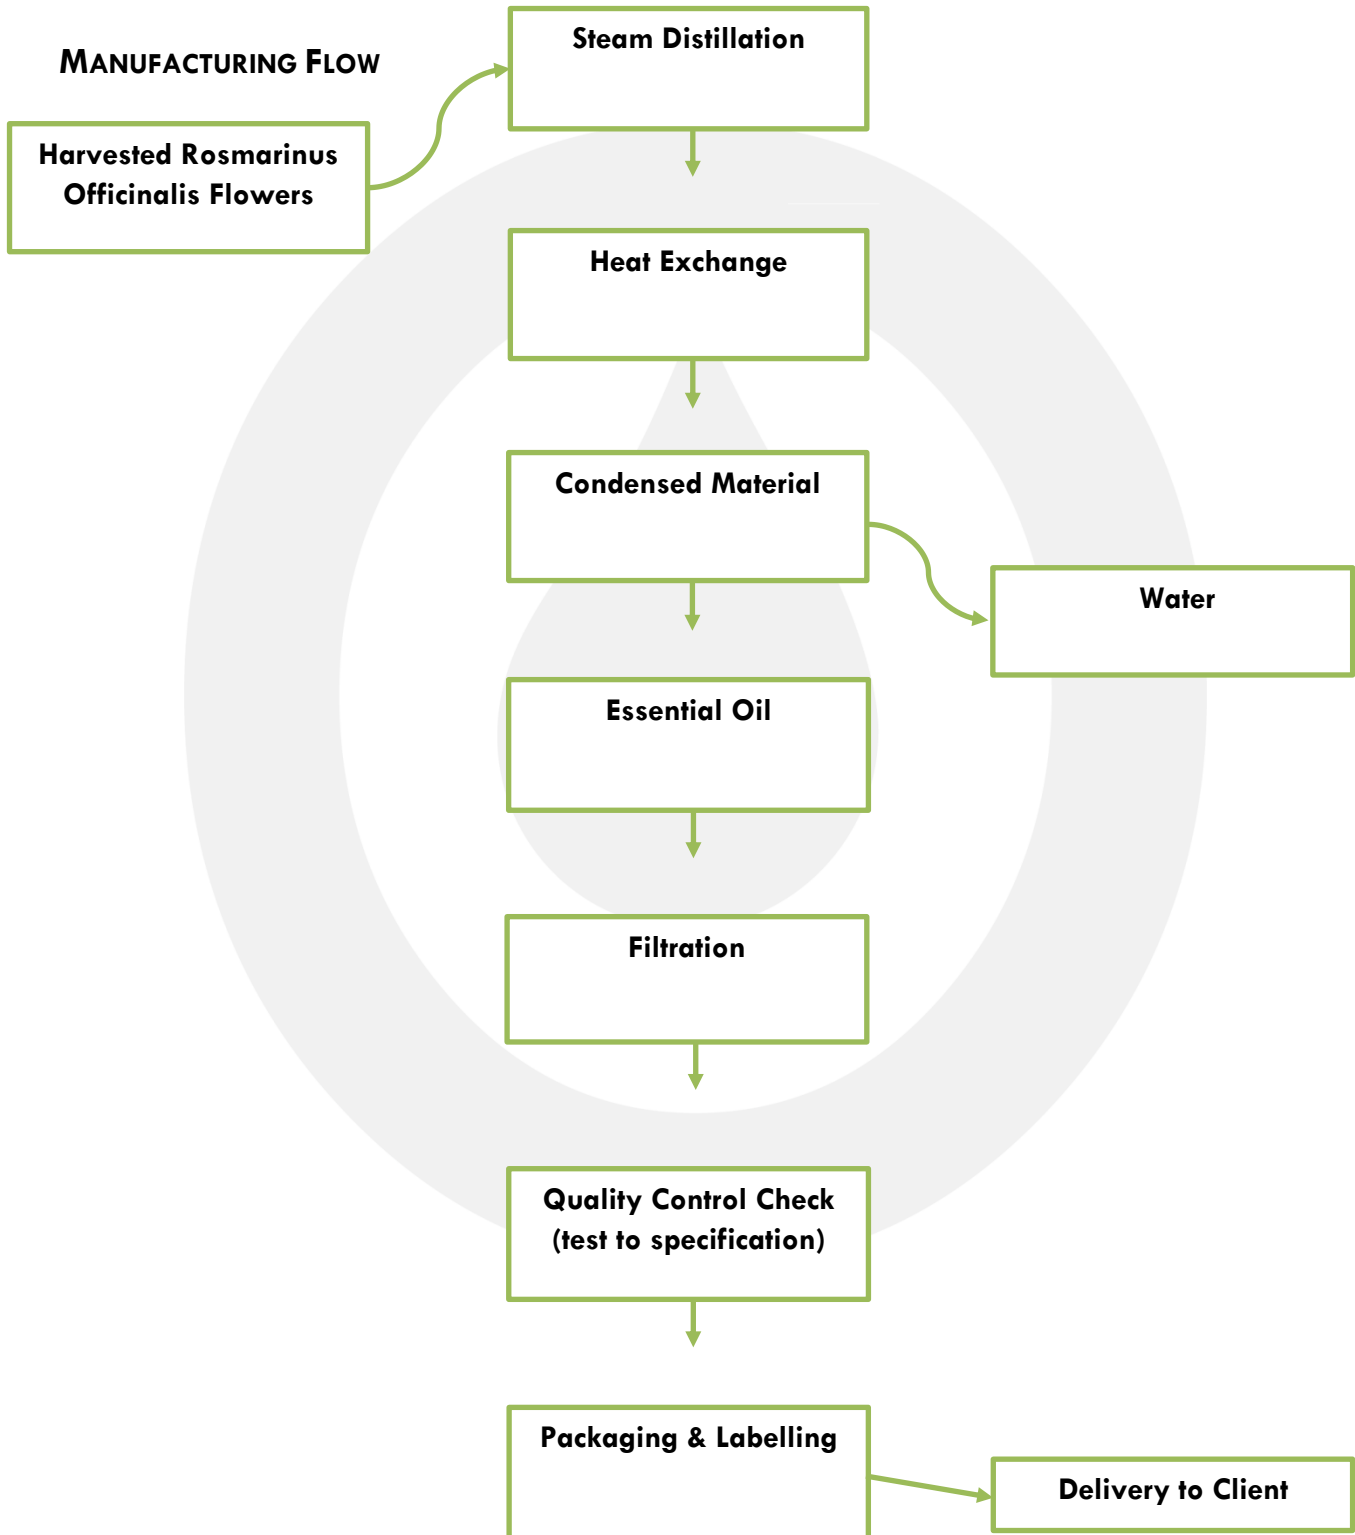 MANUFACTURING FLOW
Steam Distillation
Harvested Rosmarinus
Officinalis Flowers
Heat Exchange
Condensed Material
Water
Essential Oil
Filtration
Quality Control Check
(test to specification)
Packaging & Labelling
Delivery to Client